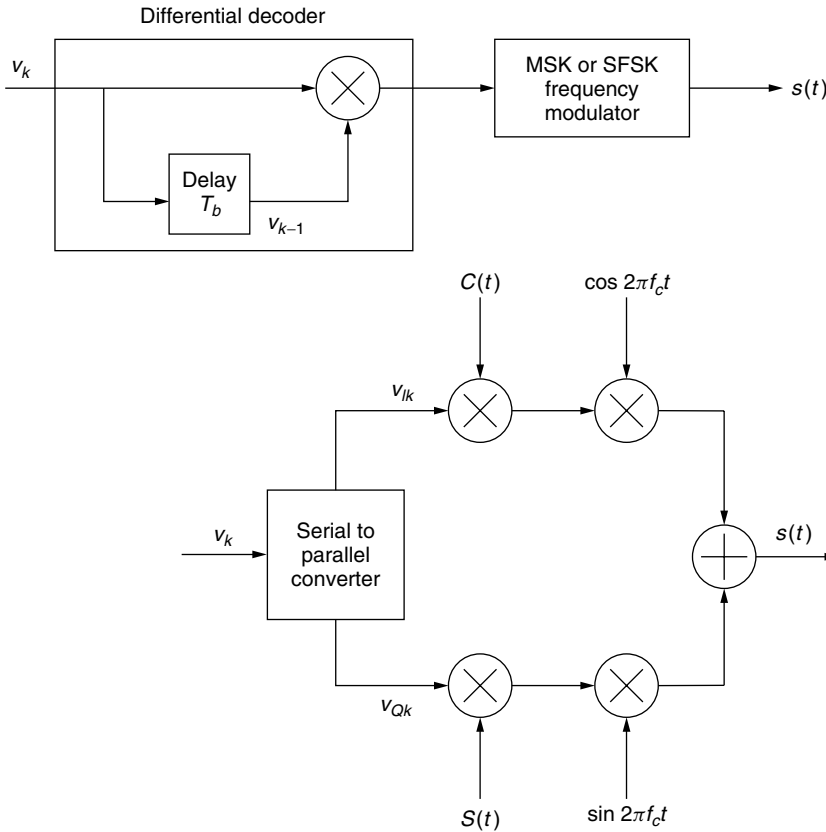 Differential decoder
v_k
MSK or SFSK
frequency
modulator
s(t)
Delay
T_b
v_{k−1}
C(t)
cos 2πf_ct
v_{Ik}
v_k
Serial to
parallel
converter
s(t)
v_{Qk}
S(t)
sin 2πf_ct